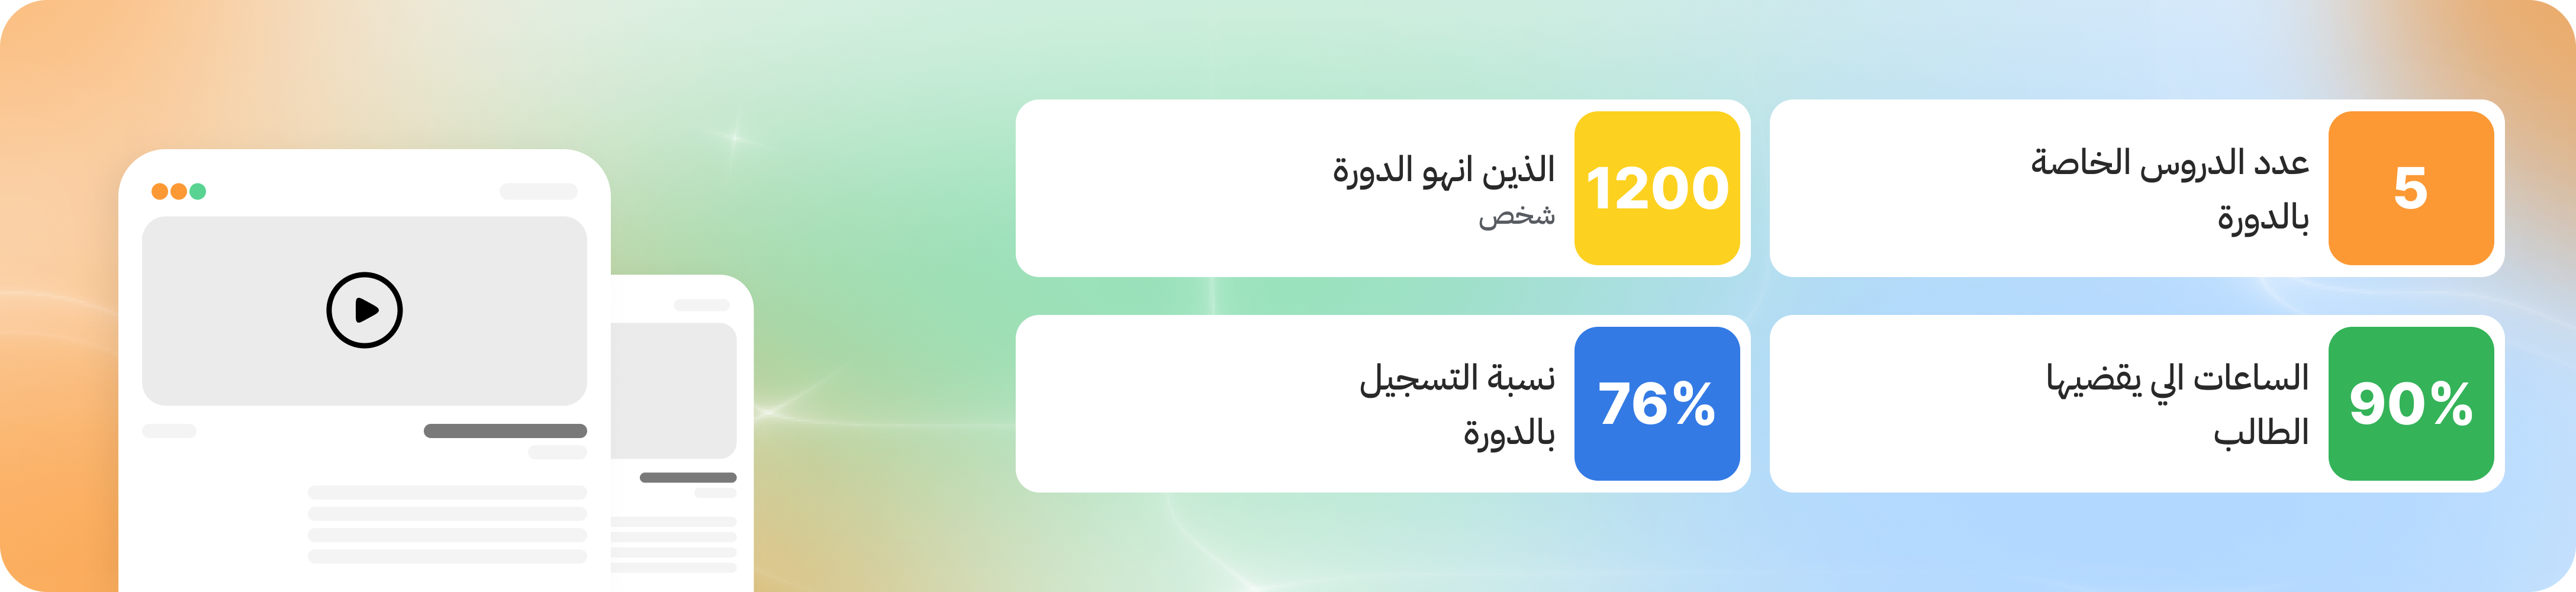 5
عدد الدروس الخاصة
بالدورة
1200
الذين انهو الدورة
شخص
90%
الساعات الي يقضيها
الطالب
76%
نسبة التسجيل
بالدورة